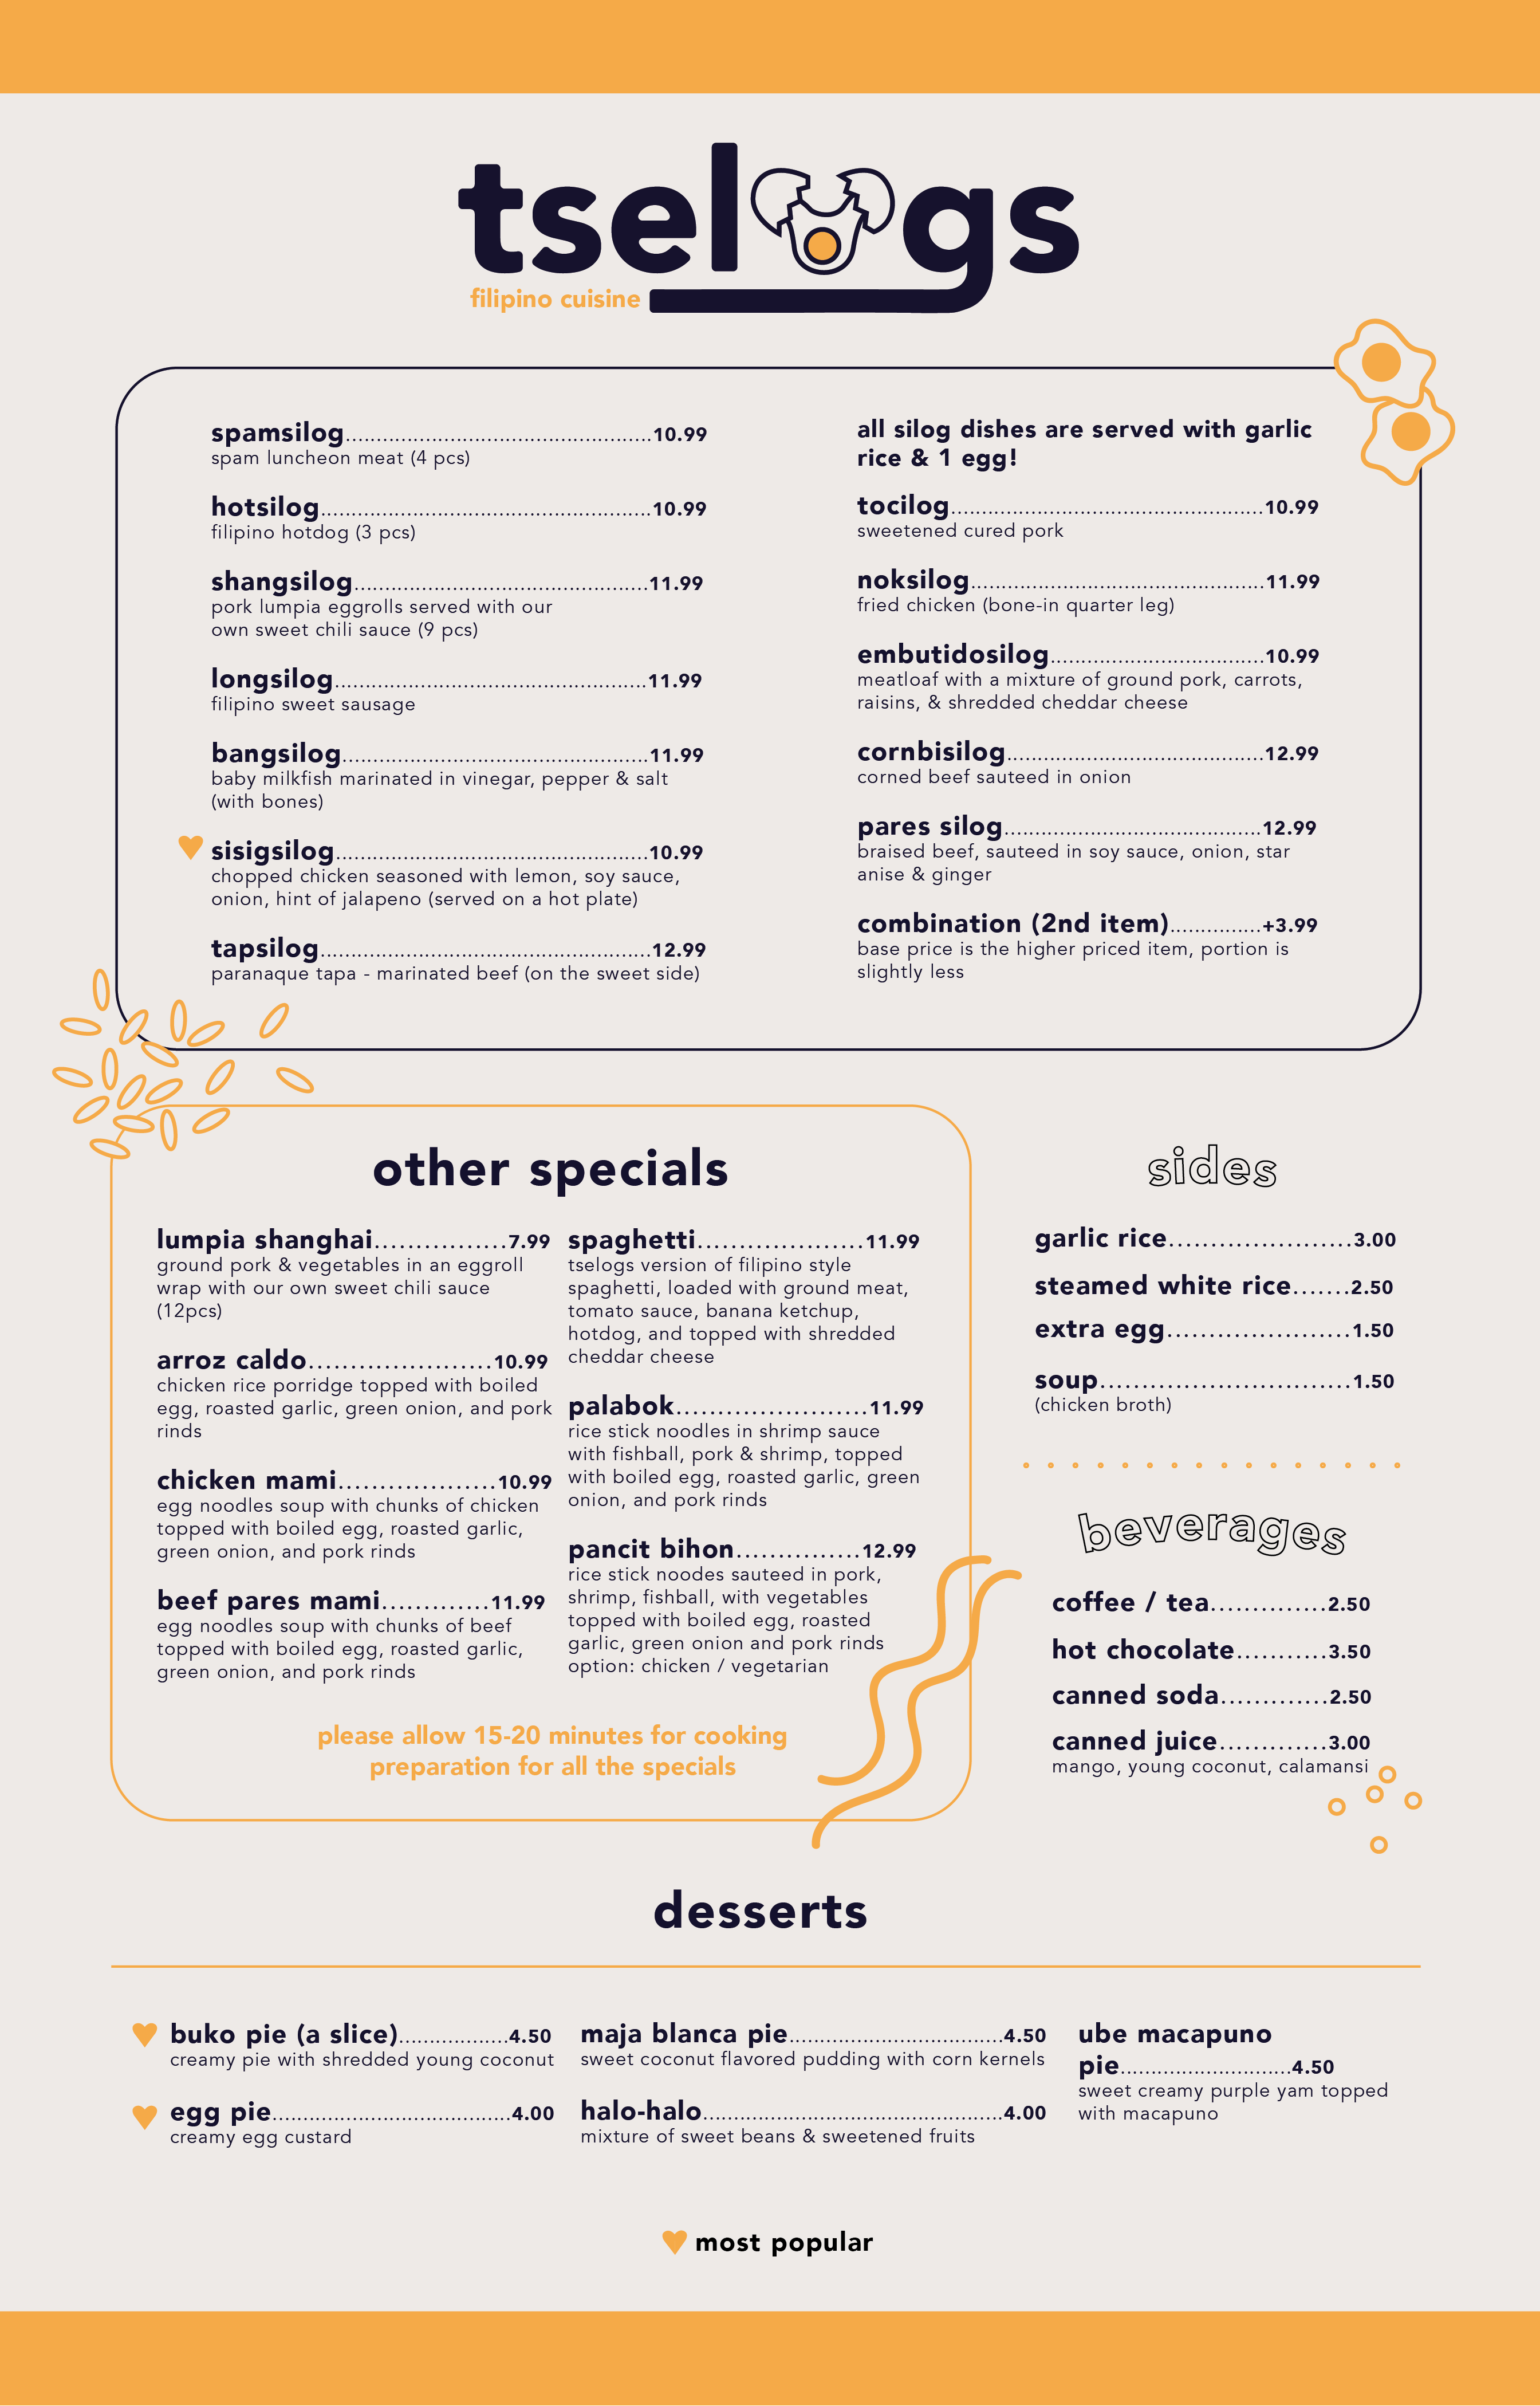 tselogs
filipino cuisine
spamsilog..................................................10.99
spam luncheon meat (4 pcs)
hotsilog......................................................10.99
filipino hotdog (3 pcs)
shangsilog................................................11.99
pork lumpia eggrolls served with our
own sweet chili sauce (9 pcs)
longsilog...................................................11.99
filipino sweet sausage
bangsilog..................................................11.99
baby milkfish marinated in vinegar, pepper & salt
(with bones)
sisigsilog...................................................10.99
chopped chicken seasoned with lemon, soy sauce,
onion, hint of jalapeno (served on a hot plate)
tapsilog......................................................12.99
paranaque tapa - marinated beef (on the sweet side)
all silog dishes are served with garlic
rice & 1 egg!
tocilog...................................................10.99
sweetened cured pork
noksilog................................................11.99
fried chicken (bone-in quarter leg)
embutidosilog...................................10.99
meatloaf with a mixture of ground pork, carrots,
raisins, & shredded cheddar cheese
cornbisilog..........................................12.99
corned beef sauteed in onion
pares silog..........................................12.99
braised beef, sauteed in soy sauce, onion, star
anise & ginger
combination (2nd item)...............+3.99
base price is the higher priced item, portion is
slightly less
other specials
lumpia shanghai................7.99
ground pork & vegetables in an eggroll
wrap with our own sweet chili sauce
(12pcs)
arroz caldo......................10.99
chicken rice porridge topped with boiled
egg, roasted garlic, green onion, and pork
rinds
chicken mami...................10.99
egg noodles soup with chunks of chicken
topped with boiled egg, roasted garlic,
green onion, and pork rinds
beef pares mami.............11.99
egg noodles soup with chunks of beef
topped with boiled egg, roasted garlic,
green onion, and pork rinds
spaghetti....................11.99
tselogs version of filipino style
spaghetti, loaded with ground meat,
tomato sauce, banana ketchup,
hotdog, and topped with shredded
cheddar cheese
palabok.......................11.99
rice stick noodles in shrimp sauce
with fishball, pork & shrimp, topped
with boiled egg, roasted garlic, green
onion, and pork rinds
pancit bihon...............12.99
rice stick noodes sauteed in pork,
shrimp, fishball, with vegetables
topped with boiled egg, roasted
garlic, green onion and pork rinds
option: chicken / vegetarian
please allow 15-20 minutes for cooking
preparation for all the specials
sides
garlic rice......................3.00
steamed white rice.......2.50
extra egg......................1.50
soup..............................1.50
(chicken broth)
beverages
coffee / tea..............2.50
hot chocolate...........3.50
canned soda.............2.50
canned juice.............3.00
mango, young coconut, calamansi
desserts
buko pie (a slice)..................4.50
creamy pie with shredded young coconut
egg pie.......................................4.00
creamy egg custard
maja blanca pie...................................4.50
sweet coconut flavored pudding with corn kernels
halo-halo.................................................4.00
mixture of sweet beans & sweetened fruits
ube macapuno
pie............................4.50
sweet creamy purple yam topped
with macapuno
most popular